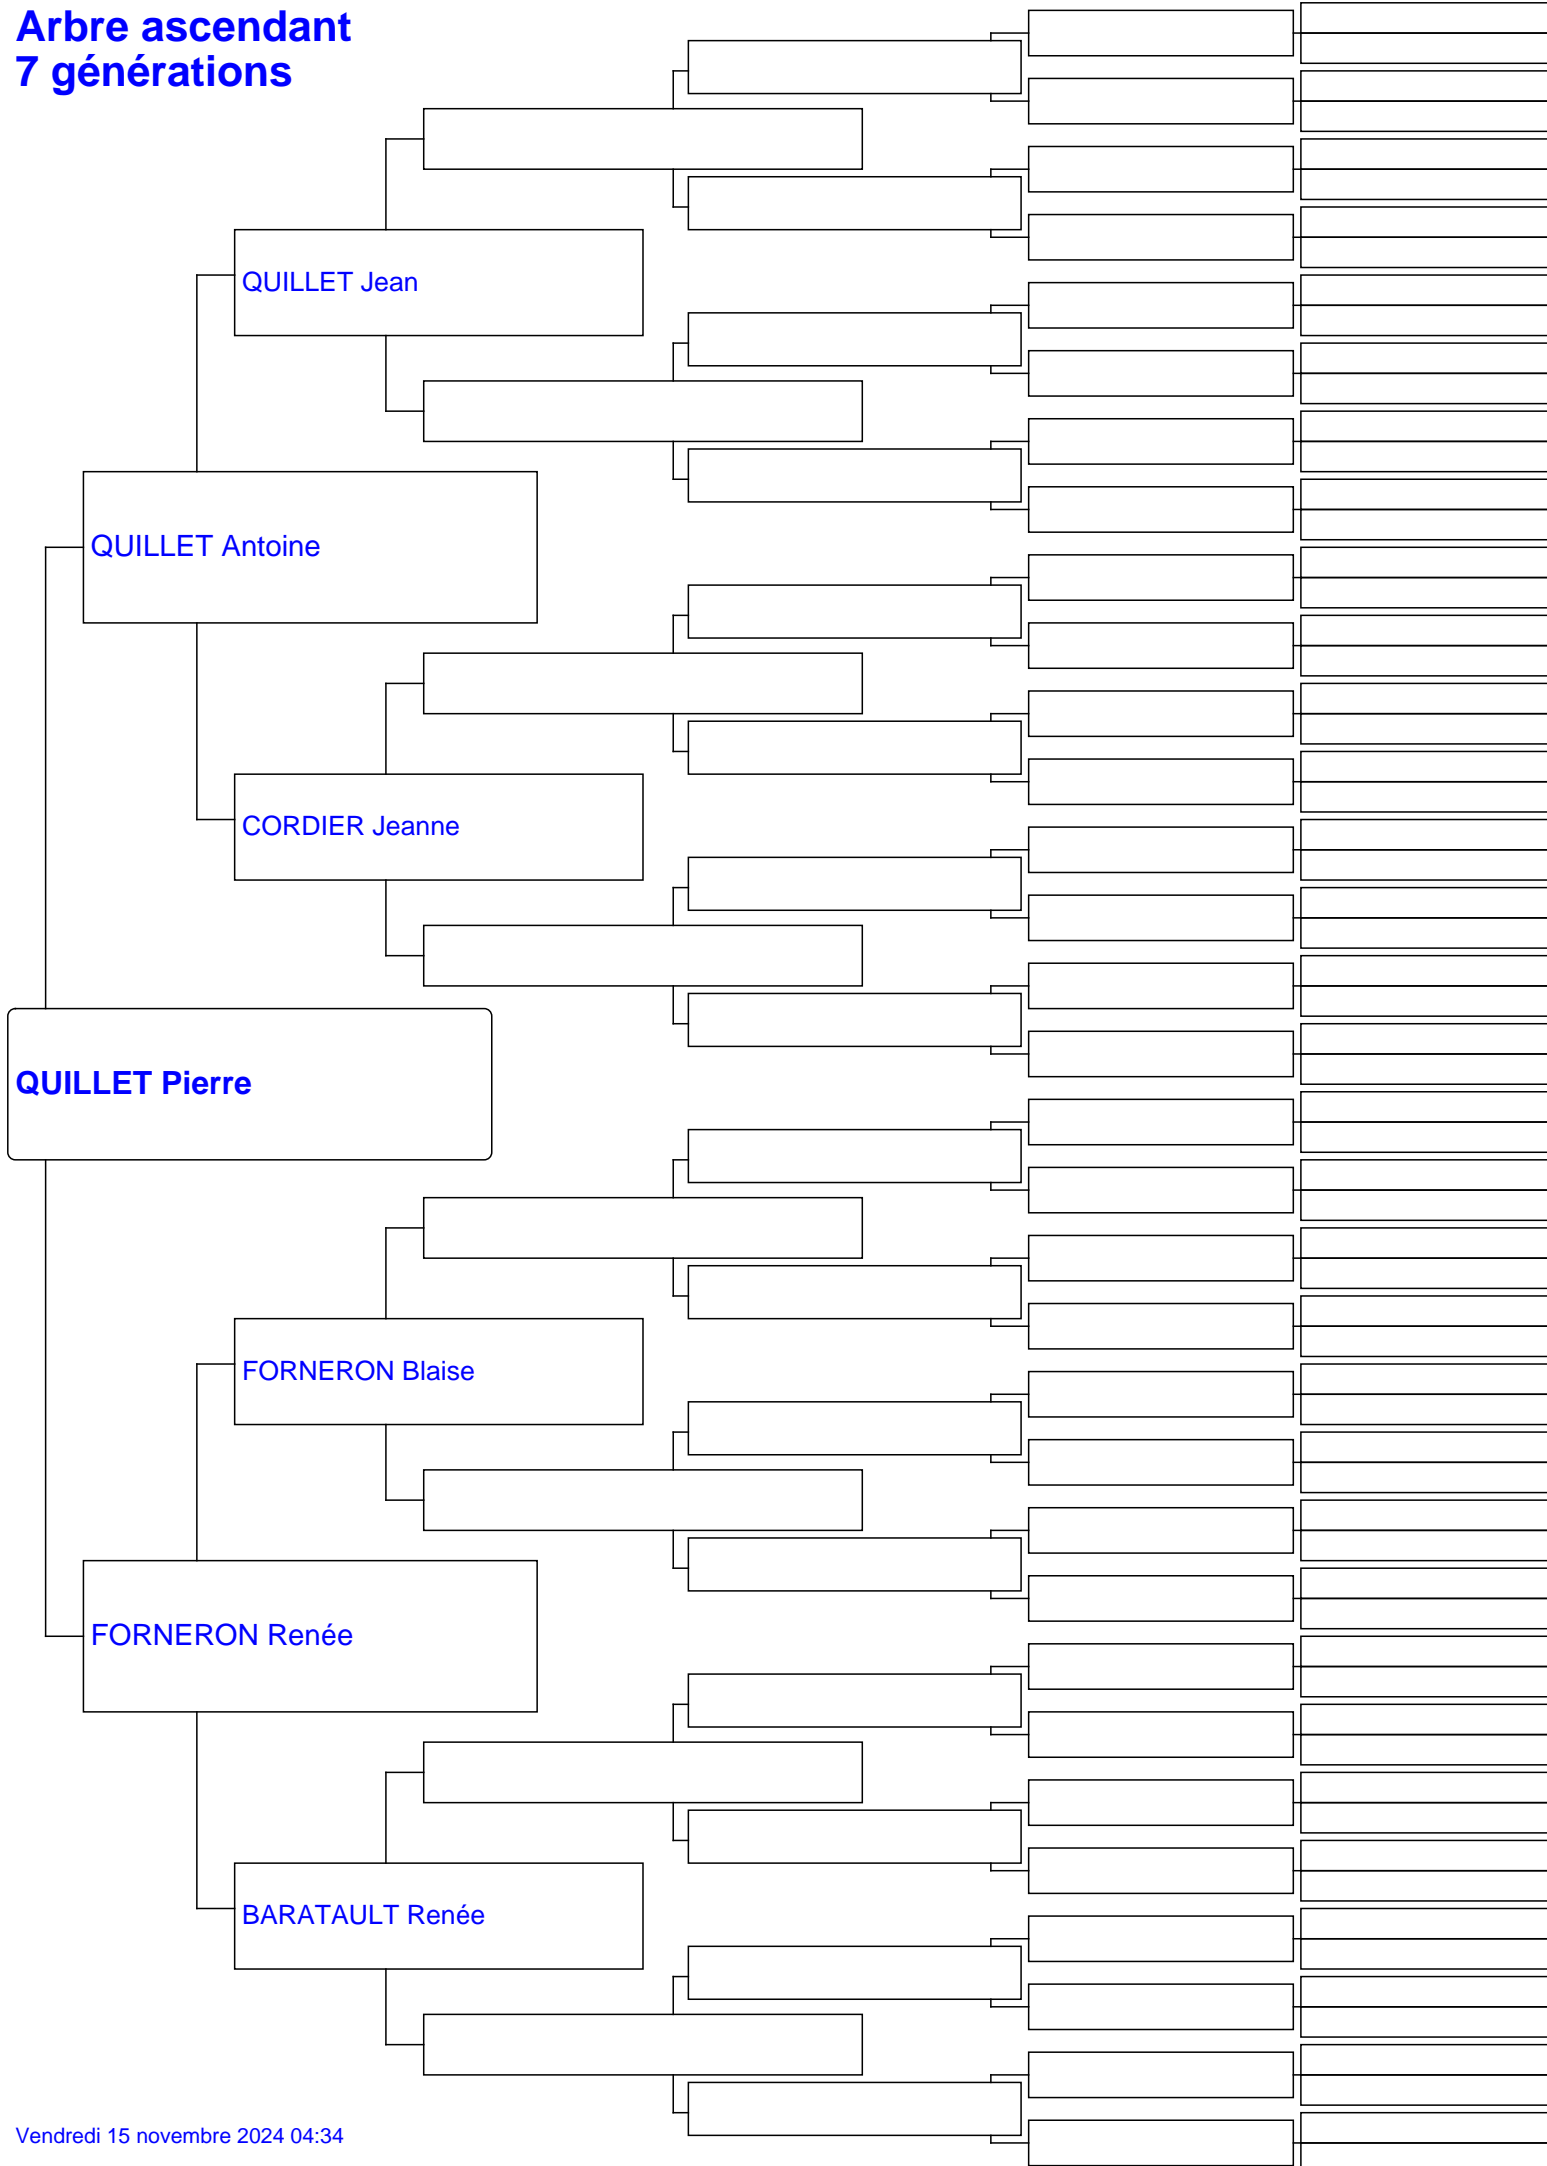 Arbre ascendant
7 générations
QUILLET Jean
QUILLET Antoine
CORDIER Jeanne
QUILLET Pierre
FORNERON Blaise
FORNERON Renée
BARATAULT Renée
Vendredi 15 novembre 2024 04:34